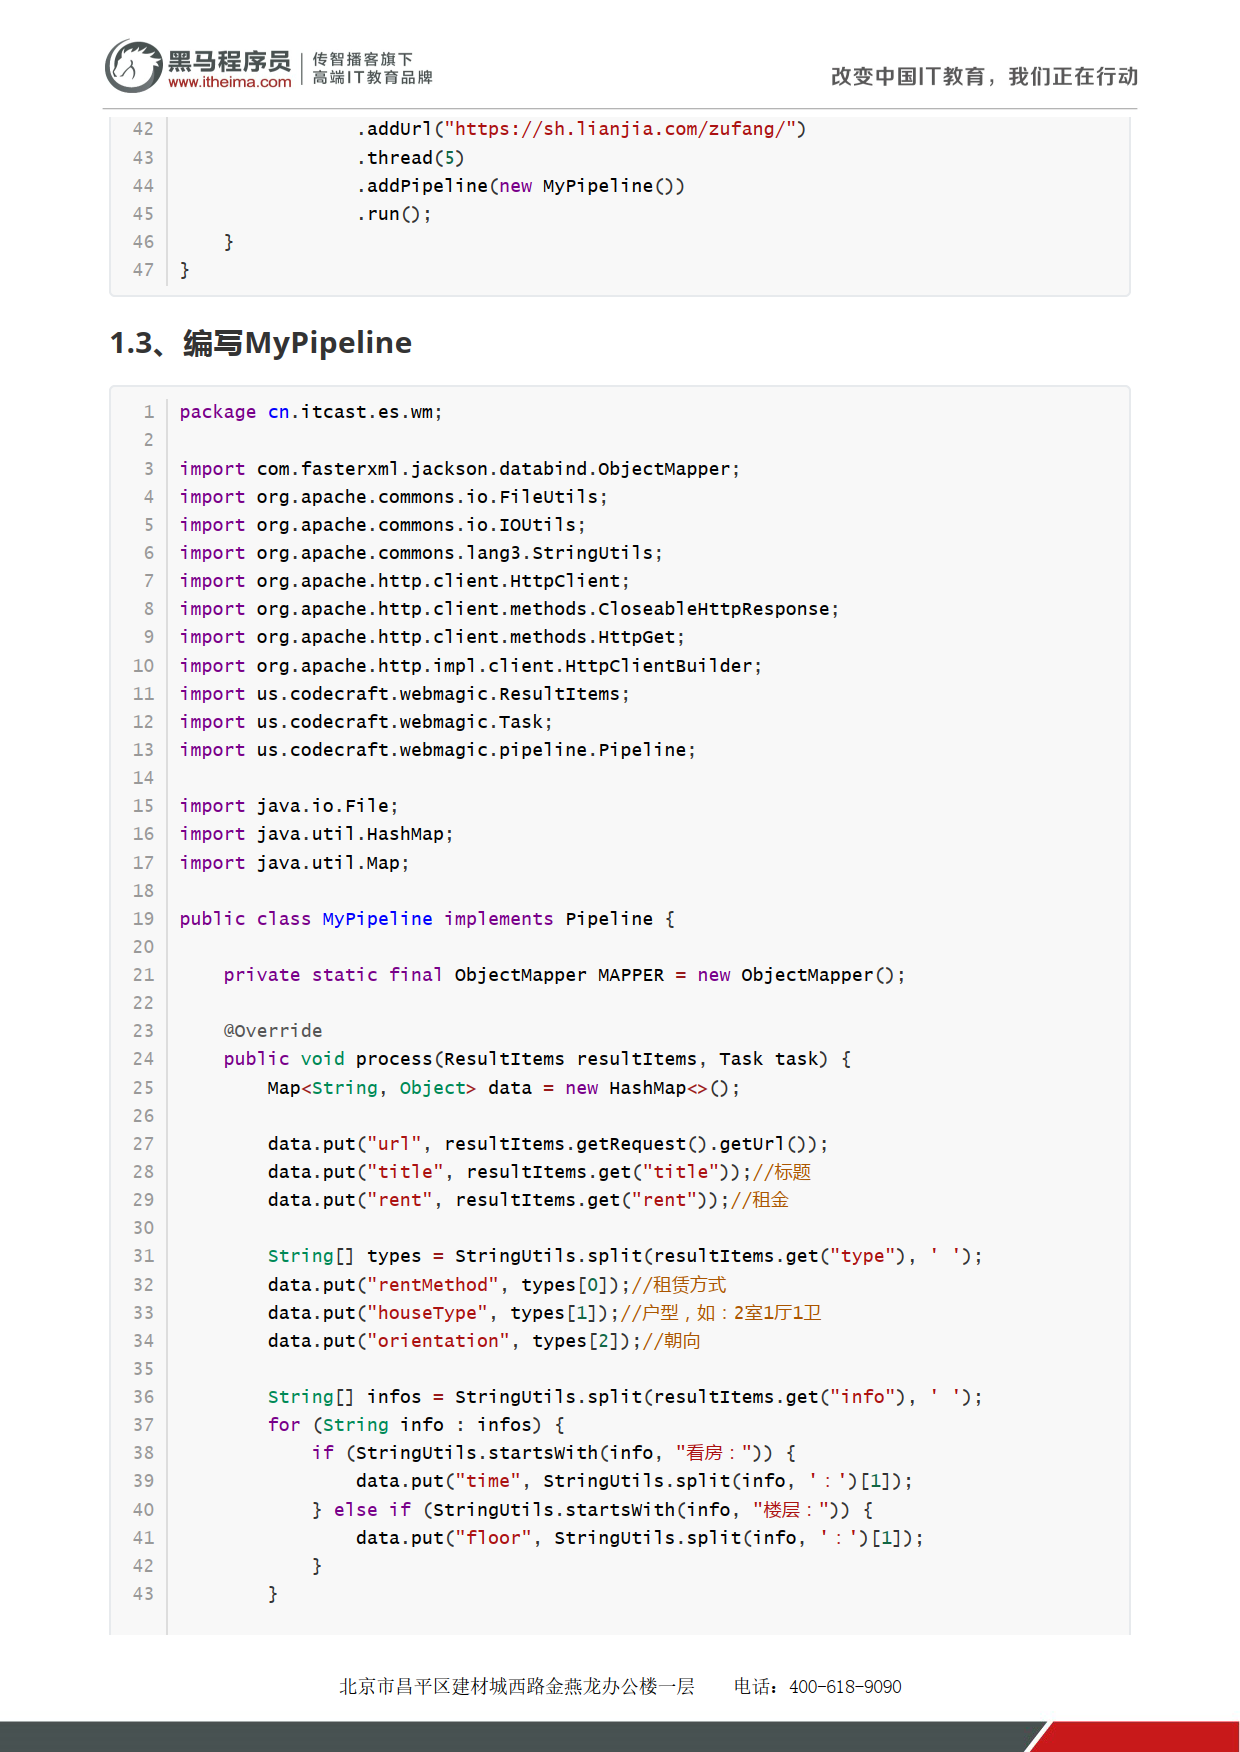 黑马程序员
www.itheima.com
传智播客旗下
高端IT教育品牌
改变中国IT教育，我们正在行动
42                 .addUrl("https://sh.lianjia.com/zufang/")
43                 .thread(5)
44                 .addPipeline(new MyPipeline())
45                 .run();
46     }
47 }
1.3、编写MyPipeline
1 package cn.itcast.es.wm;
2
3 import com.fasterxml.jackson.databind.ObjectMapper;
4 import org.apache.commons.io.FileUtils;
5 import org.apache.commons.io.IOUtils;
6 import org.apache.commons.lang3.StringUtils;
7 import org.apache.http.client.HttpClient;
8 import org.apache.http.client.methods.CloseableHttpResponse;
9 import org.apache.http.client.methods.HttpGet;
10 import org.apache.http.impl.client.HttpClientBuilder;
11 import us.codecraft.webmagic.ResultItems;
12 import us.codecraft.webmagic.Task;
13 import us.codecraft.webmagic.pipeline.Pipeline;
14
15 import java.io.File;
16 import java.util.HashMap;
17 import java.util.Map;
18
19 public class MyPipeline implements Pipeline {
20
21     private static final ObjectMapper MAPPER = new ObjectMapper();
22
23     @Override
24     public void process(ResultItems resultItems, Task task) {
25         Map<String, Object> data = new HashMap<>();
26
27         data.put("url", resultItems.getRequest().getUrl());
28         data.put("title", resultItems.get("title"));//标题
29         data.put("rent", resultItems.get("rent"));//租金
30
31         String[] types = StringUtils.split(resultItems.get("type"), ' ');
32         data.put("rentMethod", types[0]);//租赁方式
33         data.put("houseType", types[1]);//户型，如：2室1厅1卫
34         data.put("orientation", types[2]);//朝向
35
36         String[] infos = StringUtils.split(resultItems.get("info"), ' ');
37         for (String info : infos) {
38             if (StringUtils.startsWith(info, "看房：")) {
39                 data.put("time", StringUtils.split(info, '：')[1]);
40             } else if (StringUtils.startsWith(info, "楼层：")) {
41                 data.put("floor", StringUtils.split(info, '：')[1]);
42             }
43         }
北京市昌平区建材城西路金燕龙办公楼一层 电话：400-618-9090